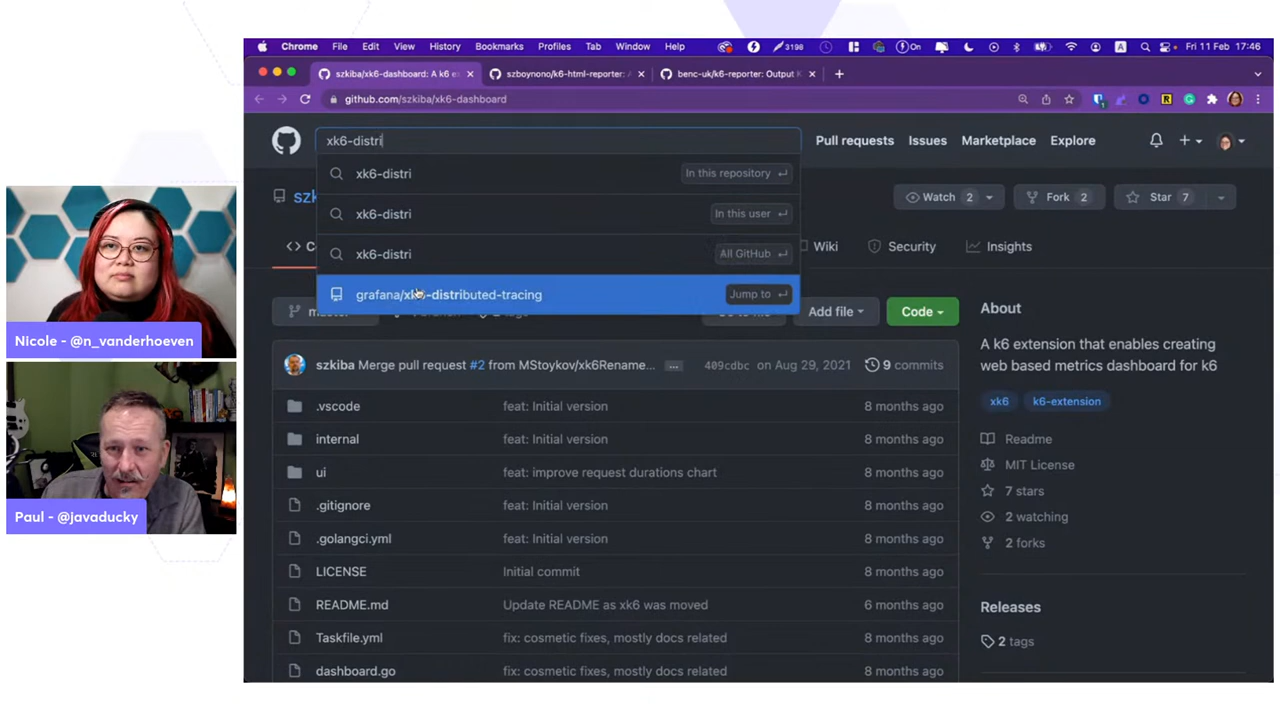 Chrome File Edit View History Bookmarks Profiles Tab Window Help 3198 On A Fri 11 Feb 17:46
szkiba/xk6-dashboard: A k6 e szboynono/k6-html-reporter: A benc-uk/k6-reporter: Output K
github.com/szkiba/xk6-dashboard
xk6-distri
Pull requests Issues Marketplace Explore
xk6-distri In this repository
szk
Watch 2 Fork 2 Star 7
xk6-distri In this user
<> C Wiki Security Insights
xk6-distri All GitHub
grafana/xk6-distributed-tracing Jump to
Add file Code
About
A k6 extension that enables creating
web based metrics dashboard for k6
xk6 k6-extension
Readme
MIT License
7 stars
2 watching
2 forks
Releases
2 tags
szkiba Merge pull request #2 from MStoykov/xk6Rename... ... 409cdbc on Aug 29, 2021 9 commits
.vscode feat: Initial version 8 months ago
internal feat: Initial version 8 months ago
ui feat: improve request durations chart 8 months ago
.gitignore feat: Initial version 8 months ago
.golangci.yml feat: Initial version 8 months ago
LICENSE Initial commit 8 months ago
README.md Update README as xk6 was moved 6 months ago
Taskfile.yml fix: cosmetic fixes, mostly docs related 8 months ago
dashboard.go fix: cosmetic fixes, mostly docs related 8 months ago
Nicole - @n_vanderhoeven
Paul - @javaducky